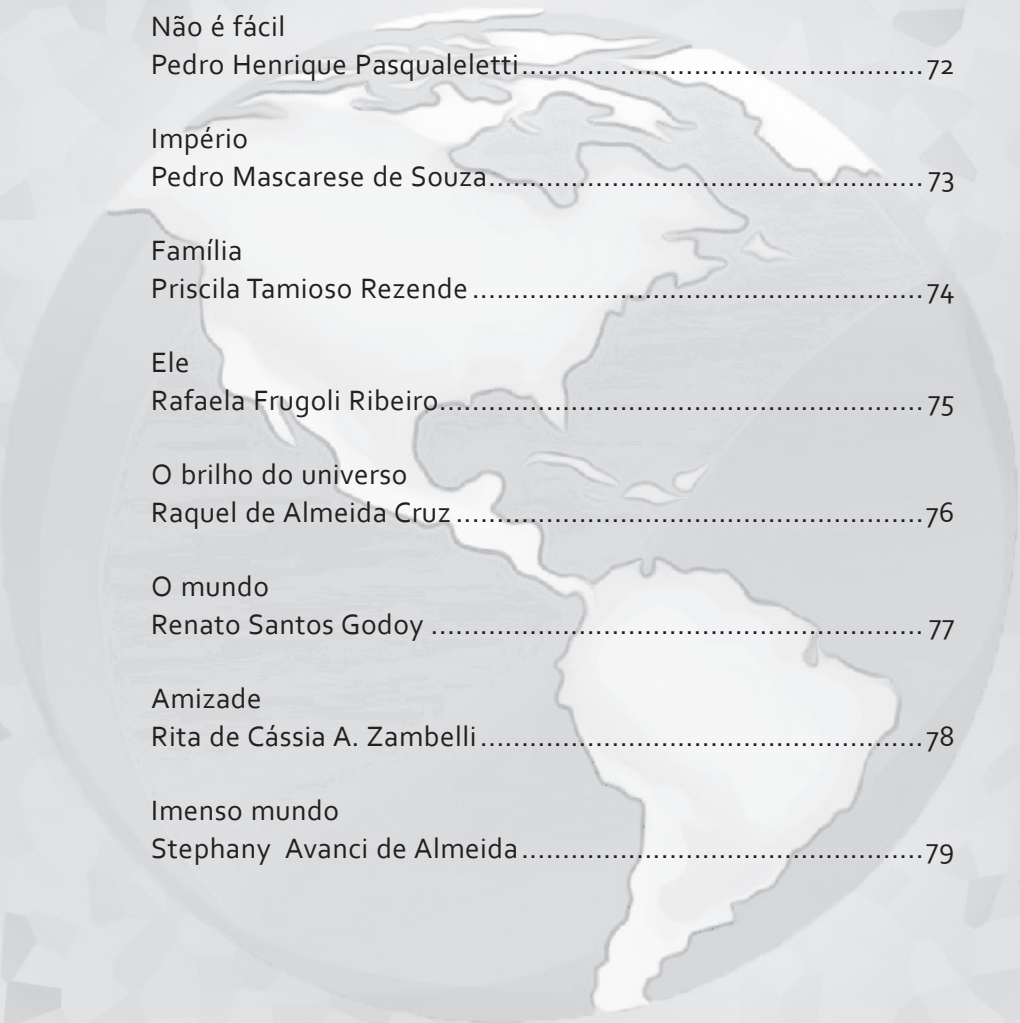 Não é fácil
Pedro Henrique Pasqualeletti.................................................72
Império
Pedro Mascarese de Souza.....................................................73
Família
Priscila Tamioso Rezende.......................................................74
Ele
Rafaela Frugoli Ribeiro...........................................................75
O brilho do universo
Raquel de Almeida Cruz.........................................................76
O mundo
Renato Santos Godoy............................................................77
Amizade
Rita de Cássia A. Zambelli......................................................78
Imenso mundo
Stephany Avanci de Almeida.................................................79